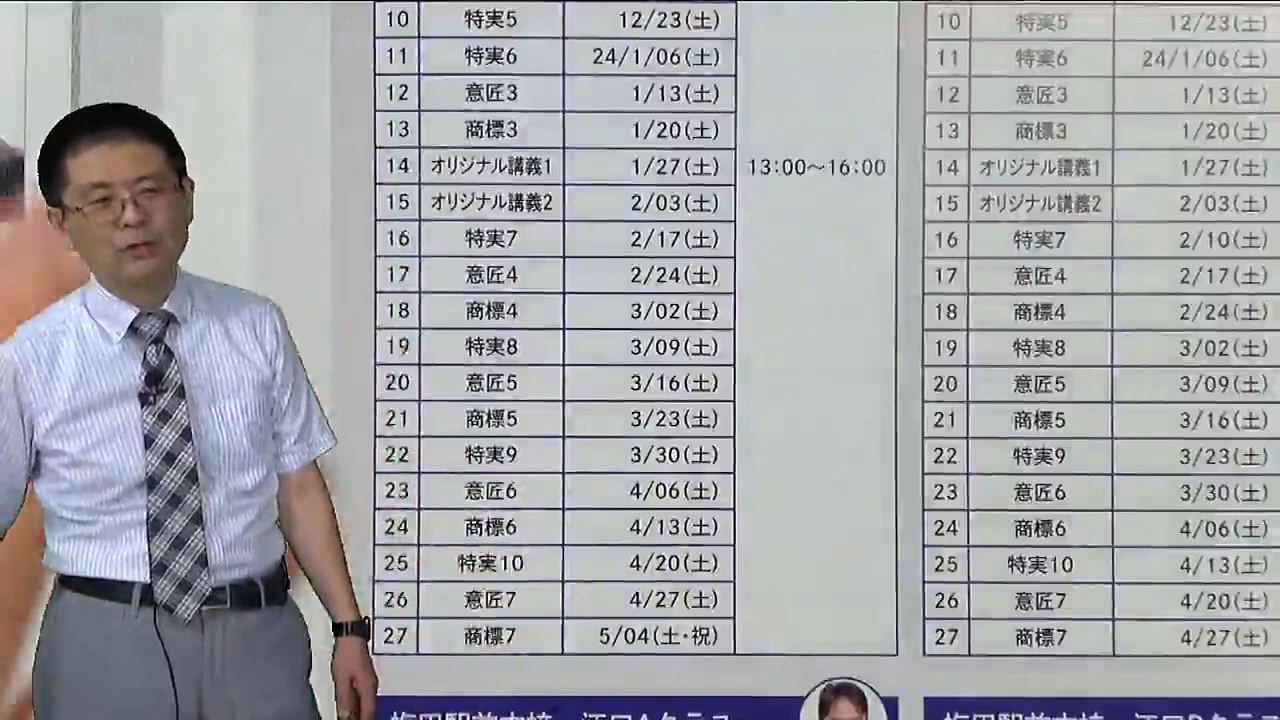 10 特実5 12/23(土)
11 特実6 24/1/06(土)
12 意匠3 1/13(土)
13 商標3 1/20(土)
14 オリジナル講義1 1/27(土) 13:00～16:00
15 オリジナル講義2 2/03(土)
16 特実7 2/17(土)
17 意匠4 2/24(土)
18 商標4 3/02(土)
19 特実8 3/09(土)
20 意匠5 3/16(土)
21 商標5 3/23(土)
22 特実9 3/30(土)
23 意匠6 4/06(土)
24 商標6 4/13(土)
25 特実10 4/20(土)
26 意匠7 4/27(土)
27 商標7 5/04(土・祝)
10 特実5 12/23(土)
11 特実6 24/1/06(土)
12 意匠3 1/13(土)
13 商標3 1/20(土)
14 オリジナル講義1 1/27(土)
15 オリジナル講義2 2/03(土)
16 特実7 2/10(土)
17 意匠4 2/17(土)
18 商標4 2/24(土)
19 特実8 3/02(土)
20 意匠5 3/09(土)
21 商標5 3/16(土)
22 特実9 3/23(土)
23 意匠6 3/30(土)
24 商標6 4/06(土)
25 特実10 4/13(土)
26 意匠7 4/20(土)
27 商標7 4/27(土)